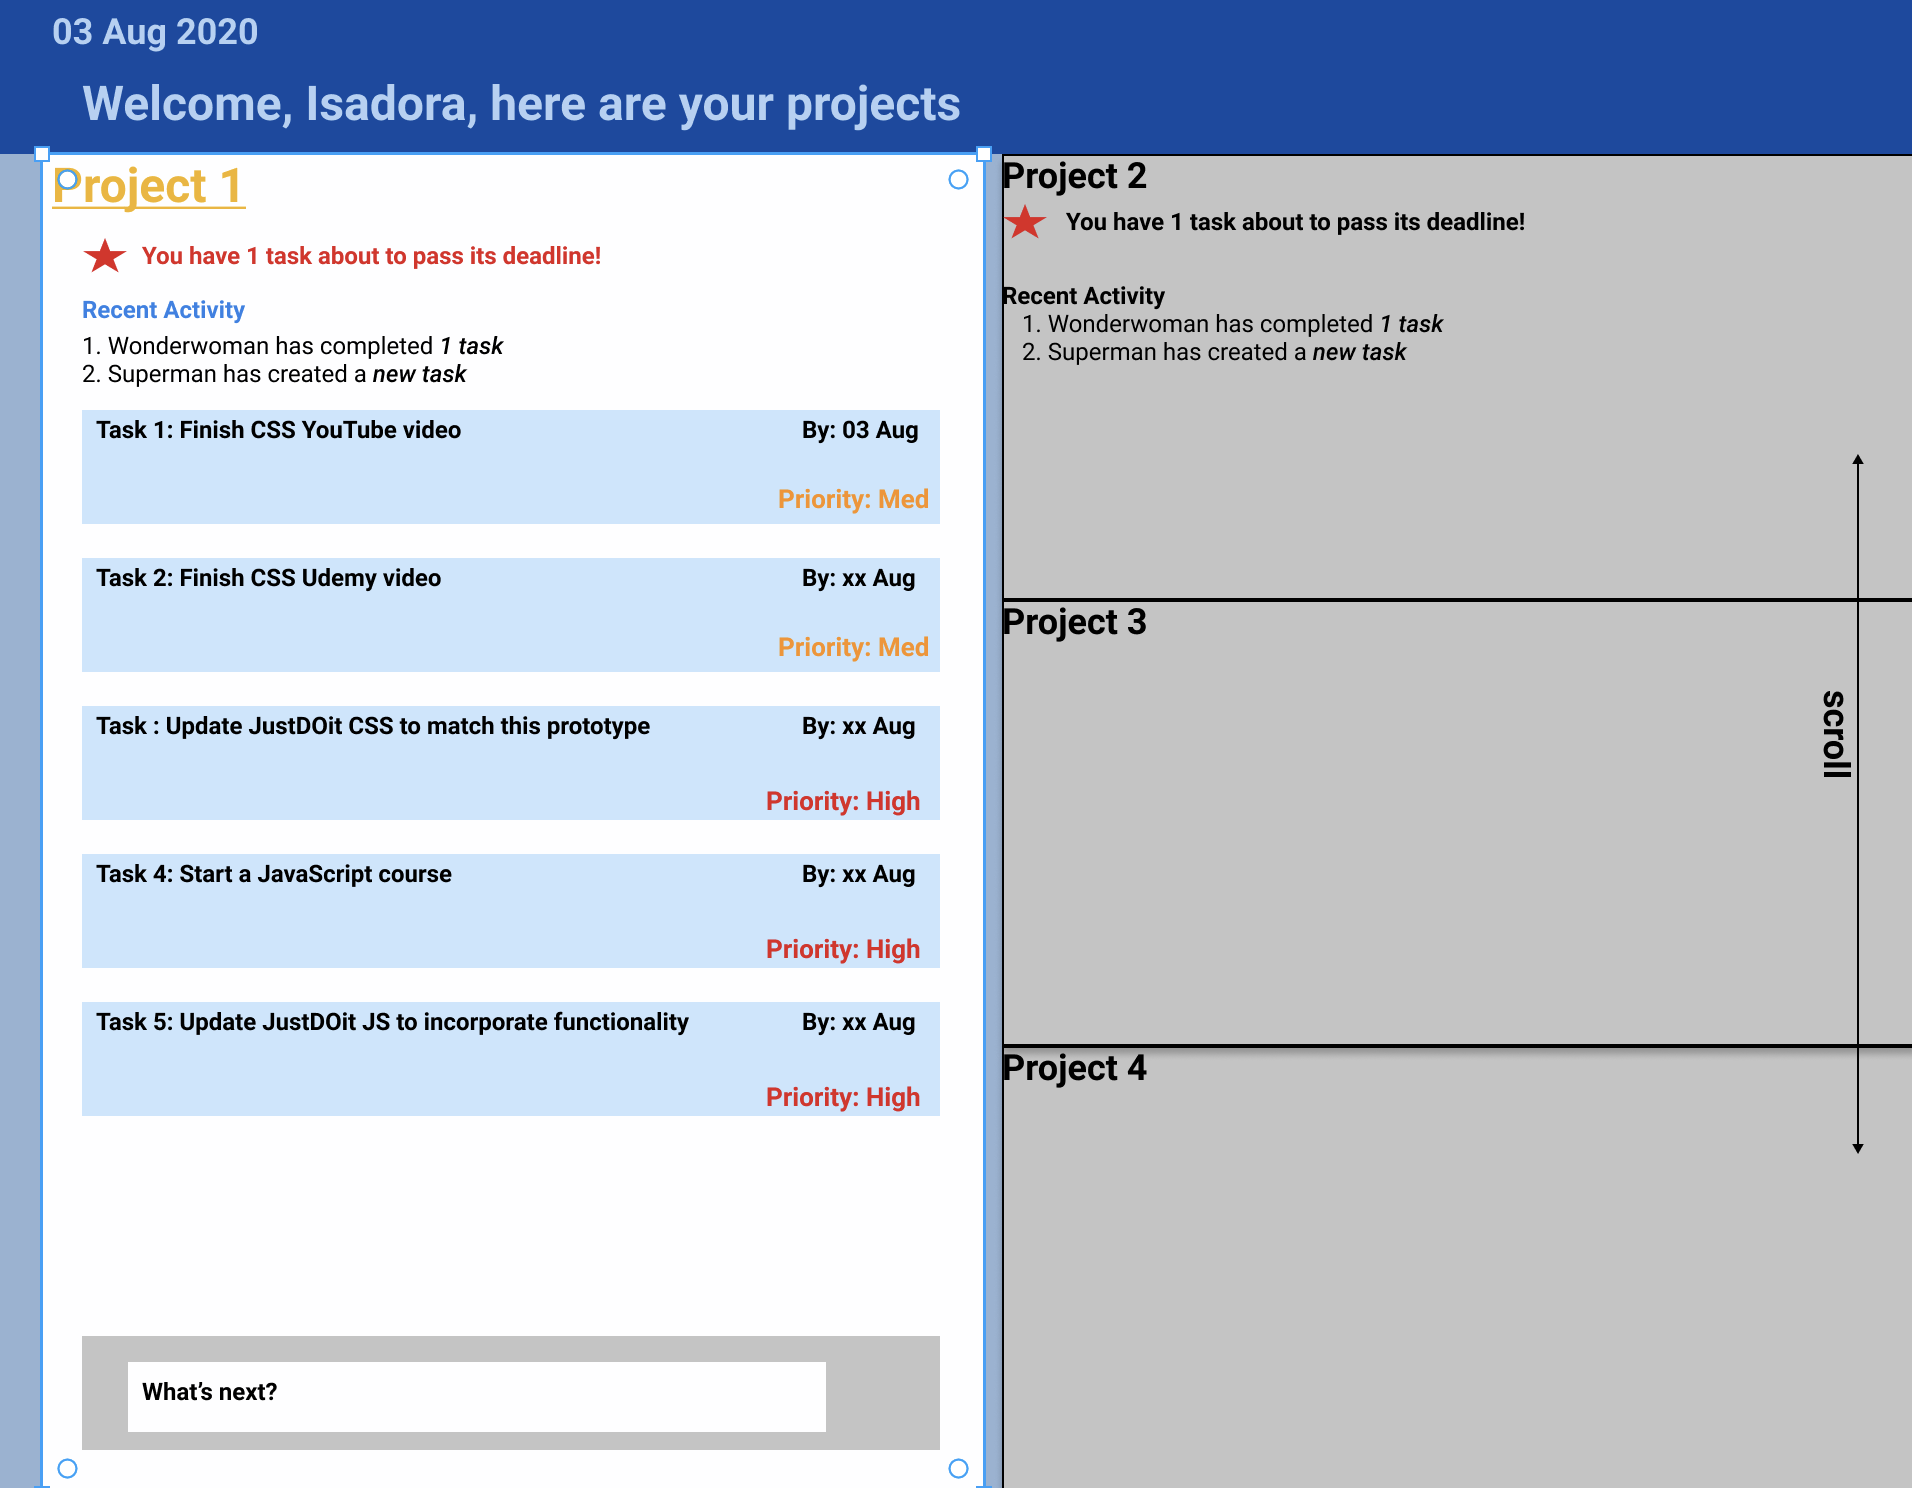 03 Aug 2020
Welcome, Isadora, here are your projects
Project 1
You have 1 task about to pass its deadline!
Recent Activity
1. Wonderwoman has completed 1 task
2. Superman has created a new task
Task 1: Finish CSS YouTube video By: 03 Aug
Priority: Med
Task 2: Finish CSS Udemy video By: xx Aug
Priority: Med
Task : Update JustDOit CSS to match this prototype By: xx Aug
Priority: High
Task 4: Start a JavaScript course By: xx Aug
Priority: High
Task 5: Update JustDOit JS to incorporate functionality By: xx Aug
Priority: High
What’s next?
Project 2
You have 1 task about to pass its deadline!
Recent Activity
1. Wonderwoman has completed 1 task
2. Superman has created a new task
Project 3
scroll
Project 4